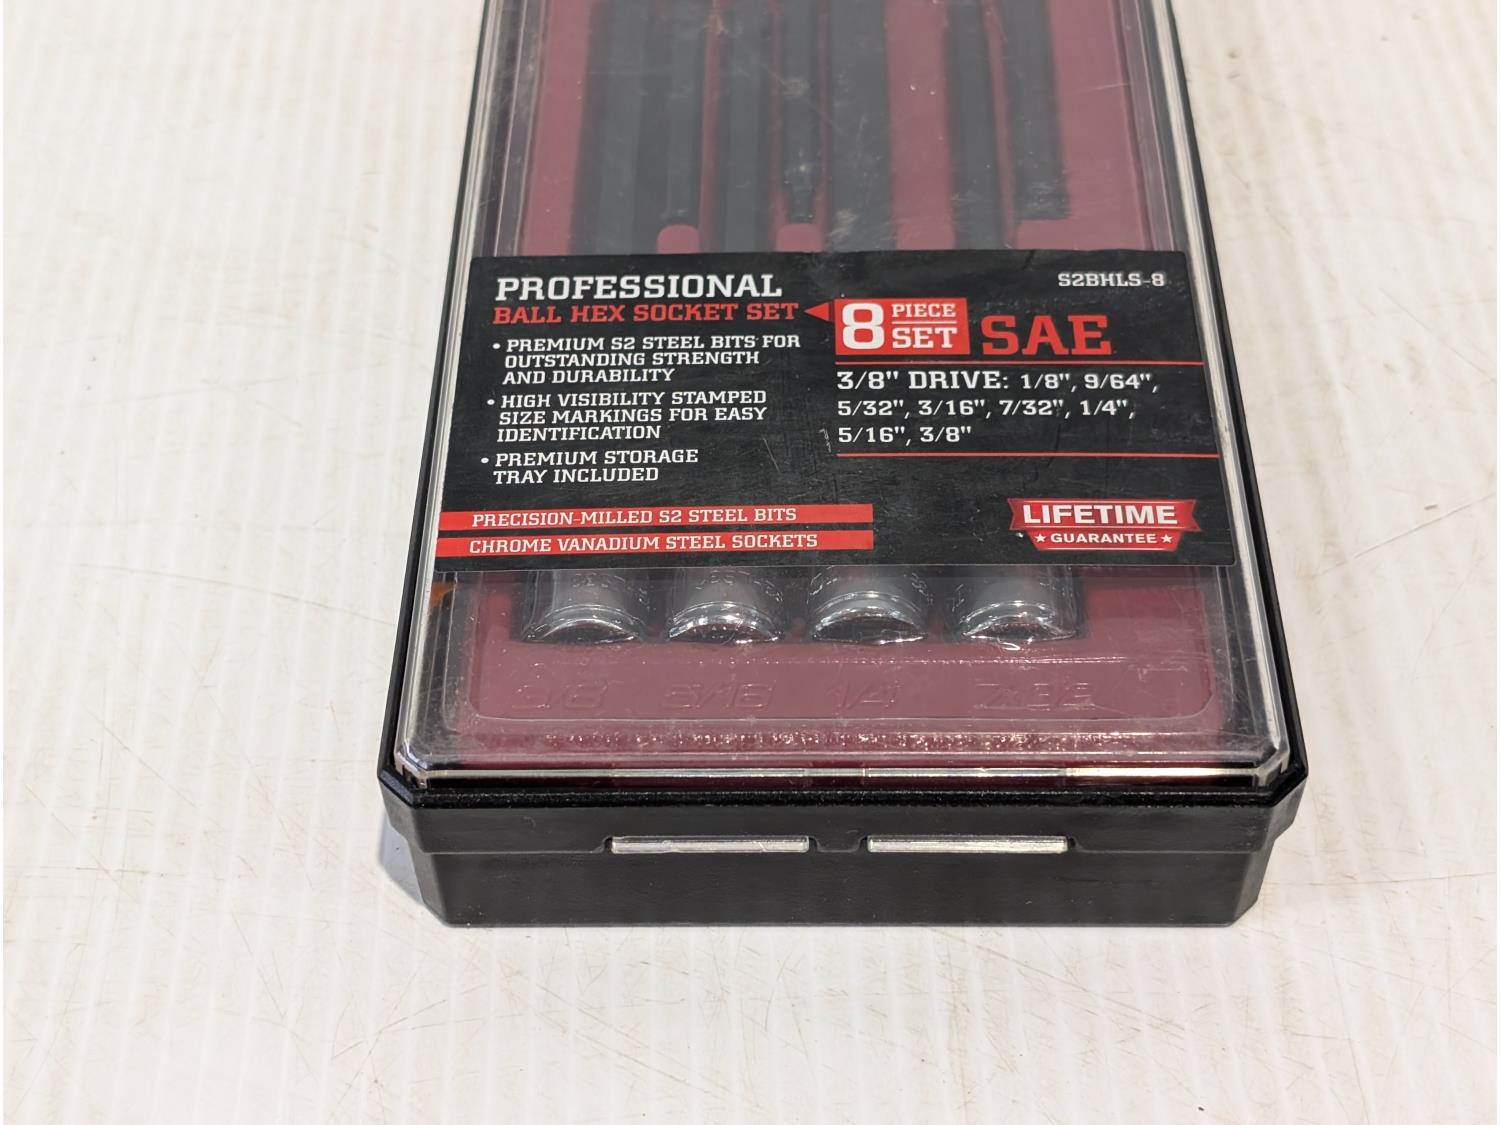 PROFESSIONAL
BALL HEX SOCKET SET
• PREMIUM S2 STEEL BITS FOR
OUTSTANDING STRENGTH
AND DURABILITY
• HIGH VISIBILITY STAMPED
SIZE MARKINGS FOR EASY
IDENTIFICATION
• PREMIUM STORAGE
TRAY INCLUDED
PRECISION-MILLED S2 STEEL BITS
CHROME VANADIUM STEEL SOCKETS
S2BHLS-8
8 PIECE
SET
SAE
3/8" DRIVE: 1/8", 9/64",
5/32", 3/16", 7/32", 1/4",
5/16", 3/8"
LIFETIME
★ GUARANTEE ★
3/8 5/16 1/4 7/32